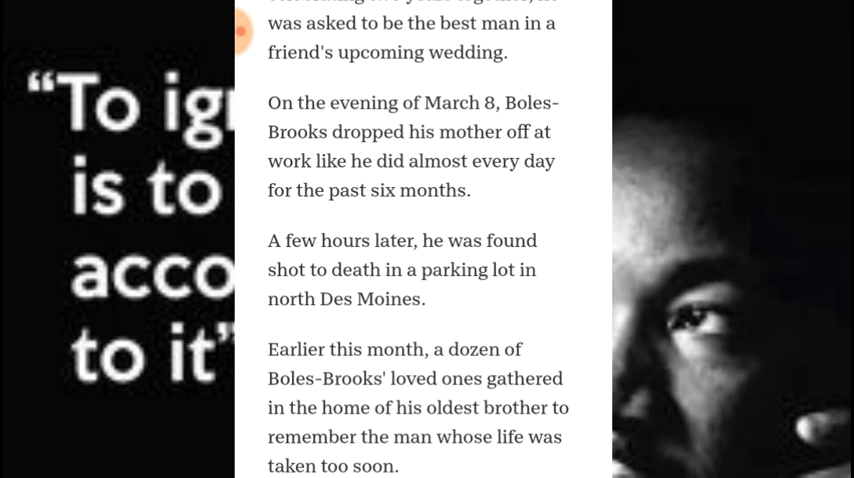 “To ig
is to
acco
to it”
was asked to be the best man in a
friend's upcoming wedding.
On the evening of March 8, Boles-
Brooks dropped his mother off at
work like he did almost every day
for the past six months.
A few hours later, he was found
shot to death in a parking lot in
north Des Moines.
Earlier this month, a dozen of
Boles-Brooks' loved ones gathered
in the home of his oldest brother to
remember the man whose life was
taken too soon.